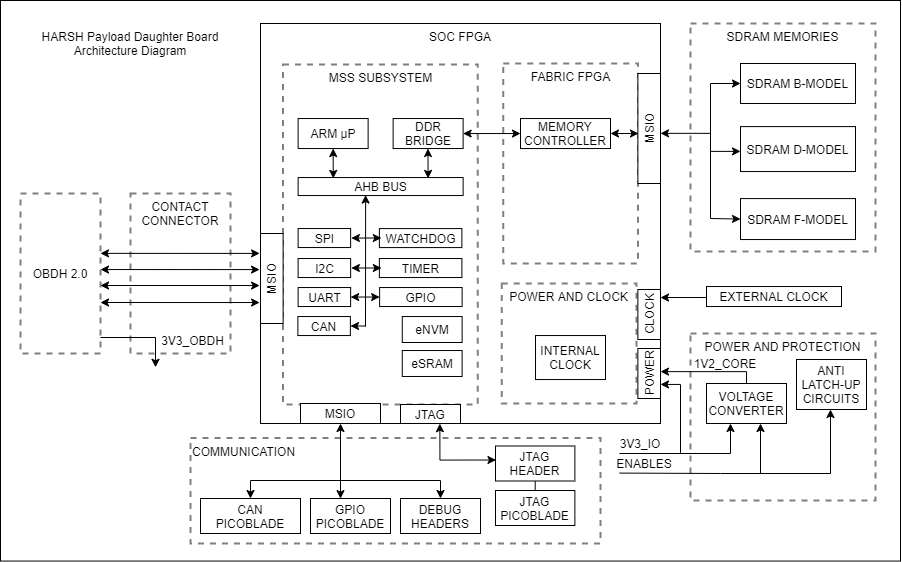 HARSH Payload Daughter Board
Architecture Diagram
SOC FPGA
SDRAM MEMORIES
MSS SUBSYSTEM
FABRIC FPGA
SDRAM B-MODEL
ARM µP
DDR
BRIDGE
MEMORY
CONTROLLER
MSIO
SDRAM D-MODEL
AHB BUS
SDRAM F-MODEL
CONTACT
CONNECTOR
OBDH 2.0
MSIO
SPI
WATCHDOG
I2C
TIMER
UART
GPIO
CAN
eNVM
eSRAM
3V3_OBDH
POWER AND CLOCK
INTERNAL
CLOCK
CLOCK
EXTERNAL CLOCK
POWER
POWER AND PROTECTION
1V2_CORE
VOLTAGE
CONVERTER
ANTI
LATCH-UP
CIRCUITS
MSIO
JTAG
3V3_IO
ENABLES
COMMUNICATION
JTAG
HEADER
JTAG
PICOBLADE
CAN
PICOBLADE
GPIO
PICOBLADE
DEBUG
HEADERS